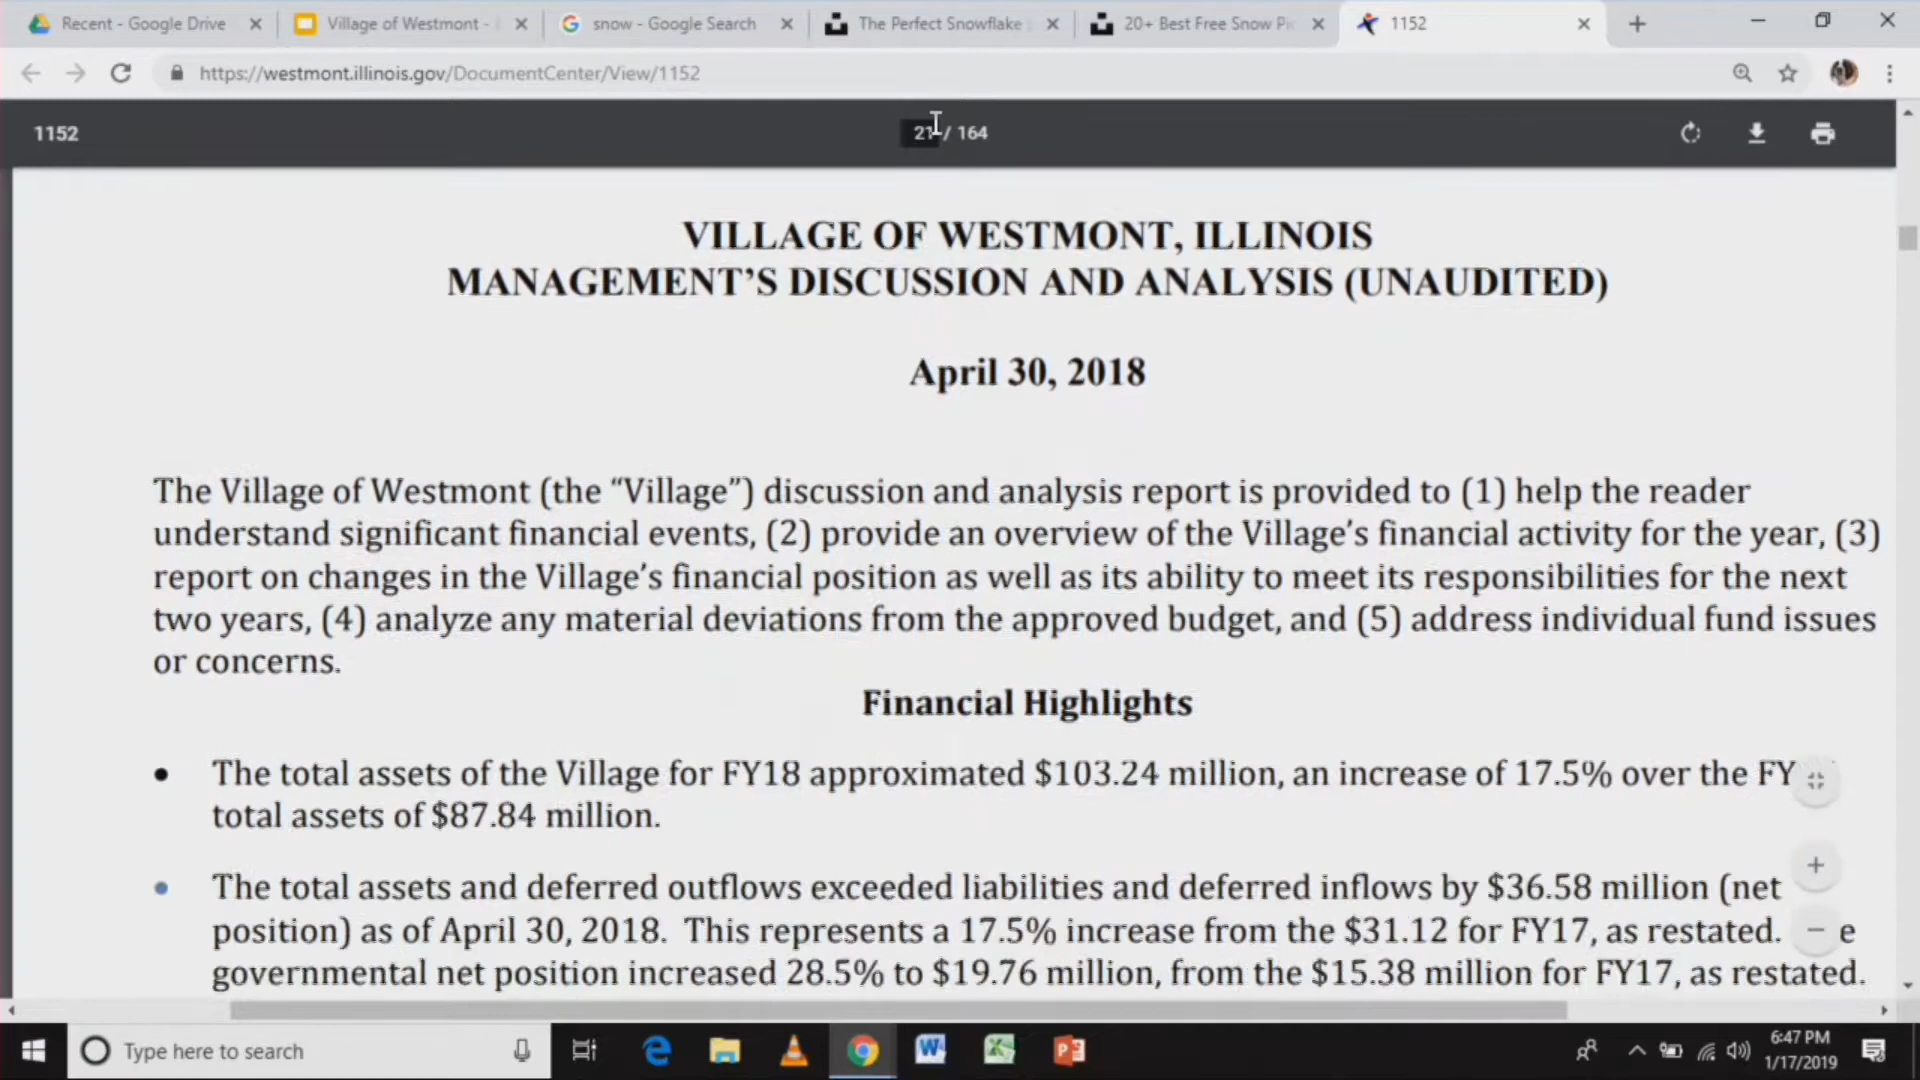 Recent - Google Drive
Village of Westmont -
snow - Google Search
The Perfect Snowflake
20+ Best Free Snow Pi
1152
https://westmont.illinois.gov/DocumentCenter/View/1152
1152
21 / 164
VILLAGE OF WESTMONT, ILLINOIS
MANAGEMENT'S DISCUSSION AND ANALYSIS (UNAUDITED)
April 30, 2018
The Village of Westmont (the “Village”) discussion and analysis report is provided to (1) help the reader
understand significant financial events, (2) provide an overview of the Village’s financial activity for the year, (3)
report on changes in the Village’s financial position as well as its ability to meet its responsibilities for the next
two years, (4) analyze any material deviations from the approved budget, and (5) address individual fund issues
or concerns.
Financial Highlights
• The total assets of the Village for FY18 approximated $103.24 million, an increase of 17.5% over the FY
total assets of $87.84 million.
• The total assets and deferred outflows exceeded liabilities and deferred inflows by $36.58 million (net
position) as of April 30, 2018. This represents a 17.5% increase from the $31.12 for FY17, as restated. e
governmental net position increased 28.5% to $19.76 million, from the $15.38 million for FY17, as restated.
Type here to search
6:47 PM
1/17/2019